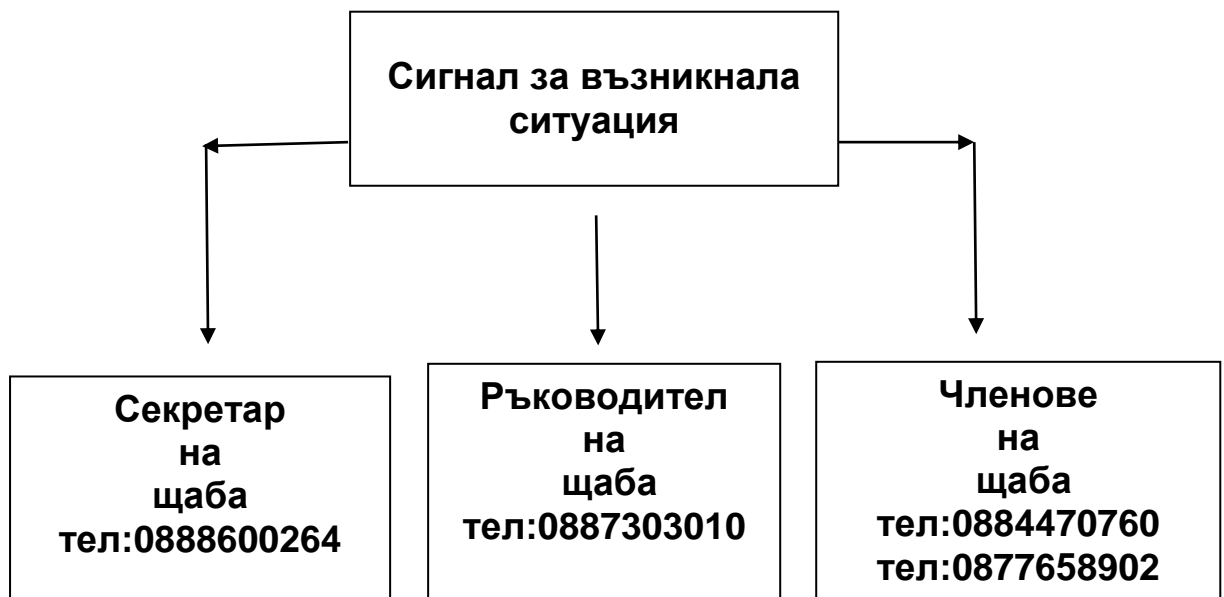 Сигнал за възникнала
ситуация
Секретар
на
щаба
тел:0888600264
Ръководител
на
щаба
тел:0887303010
Членове
на
щаба
тел:0884470760
тел:0877658902